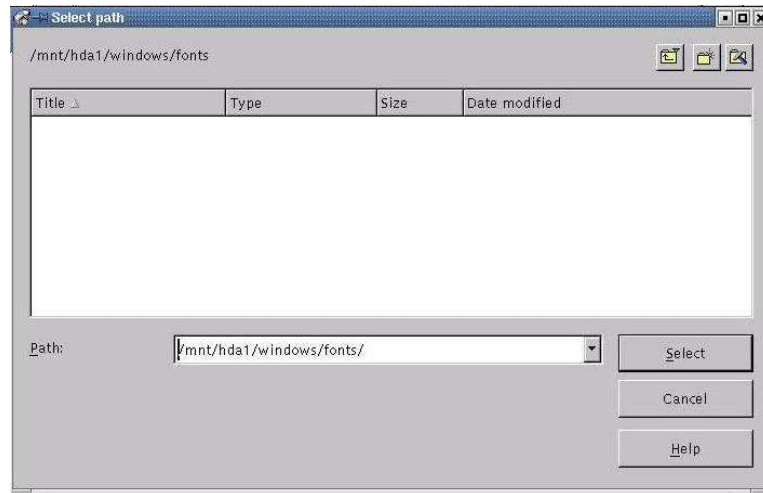 Select path
/mnt/hda1/windows/fonts
Title Type Size Date modified
Path: /mnt/hda1/windows/fonts/ Select
Cancel
Help